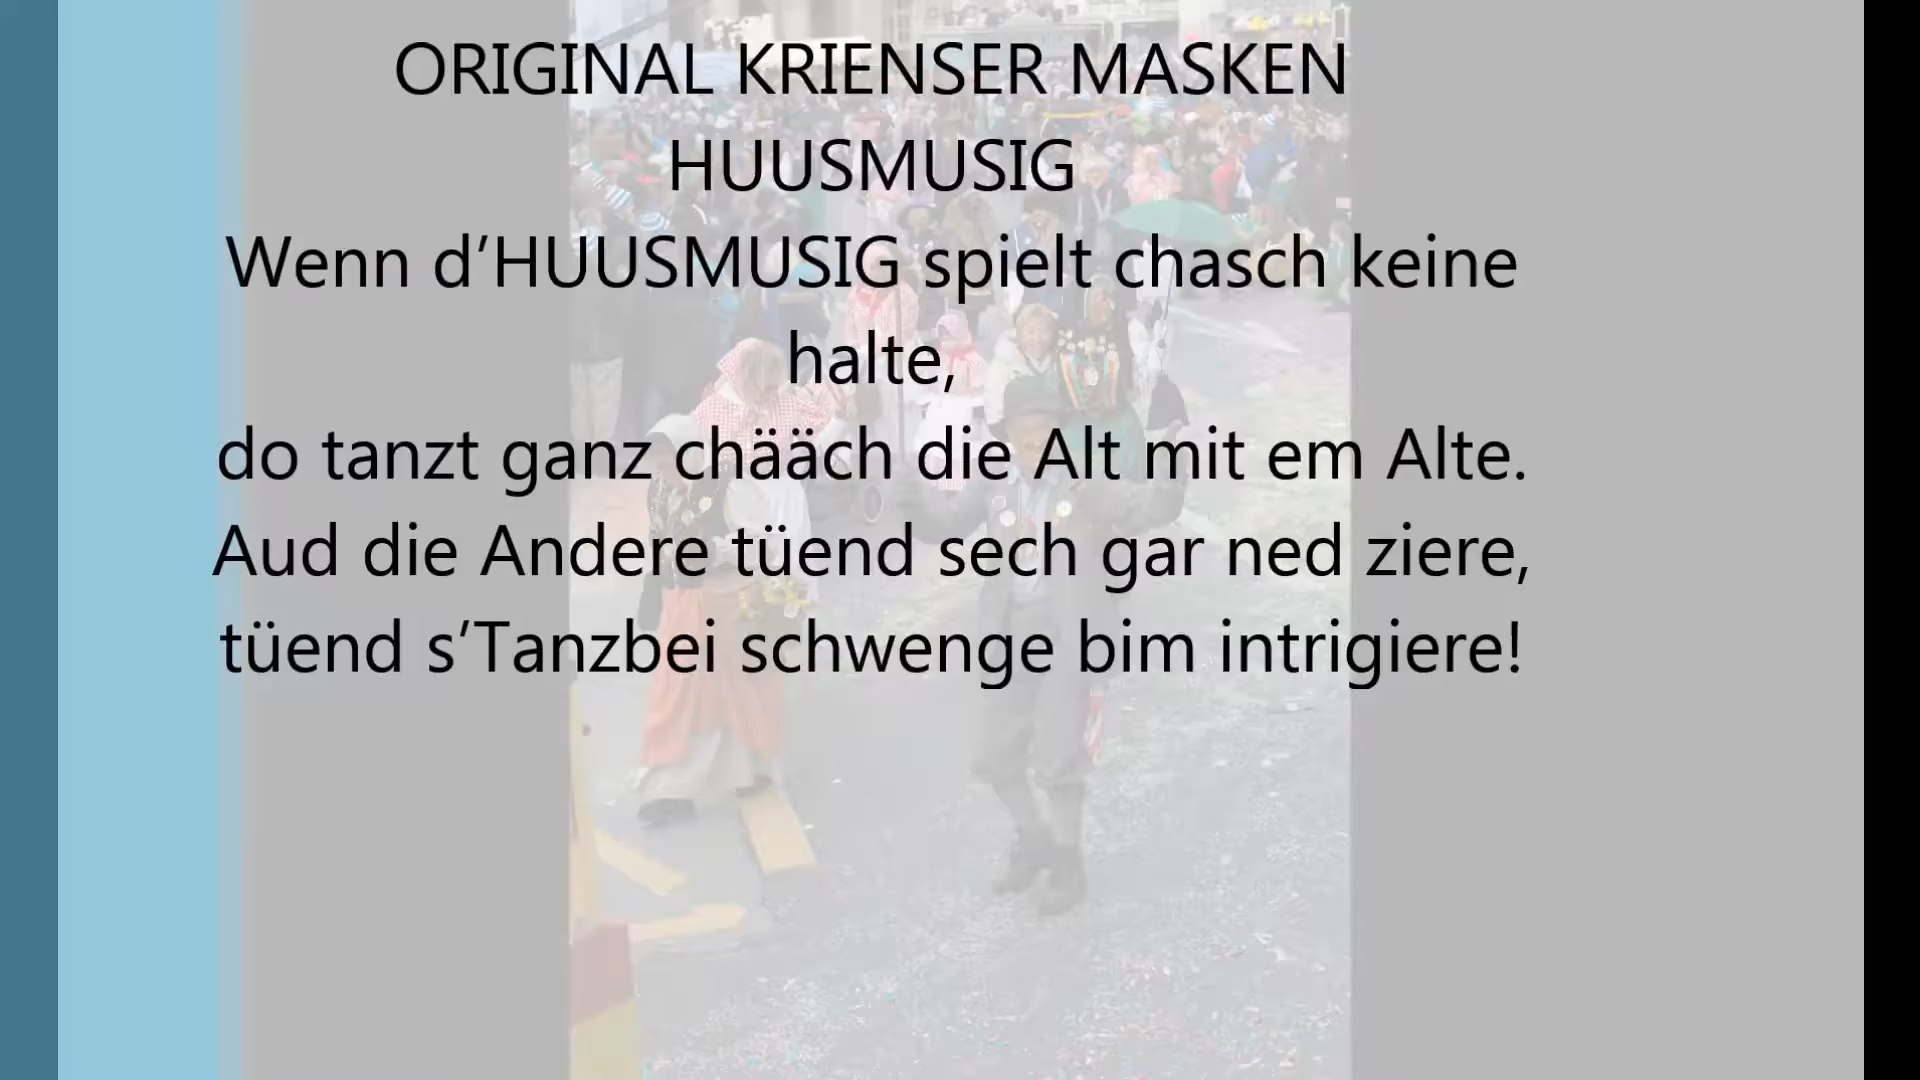 ORIGINAL KRIENSER MASKEN
HUUSMUSIG
Wenn d’HUUSMUSIG spielt chasch keine
halte,
do tanzt ganz chääch die Alt mit em Alte.
Aud die Andere tüend sech gar ned ziere,
tüend s’Tanzbei schwenge bim intrigiere!